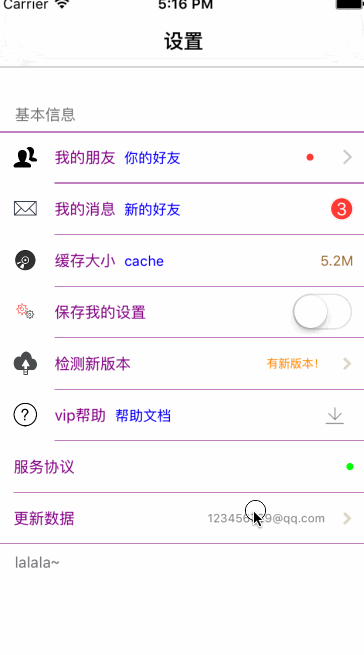 Carrier 5:16 PM
设置
基本信息
我的朋友 你的好友
我的消息 新的好友 3
缓存大小 cache 5.2M
保存我的设置
检测新版本 有新版本!
vip帮助 帮助文档
服务协议
更新数据 @qq.com
lalala~